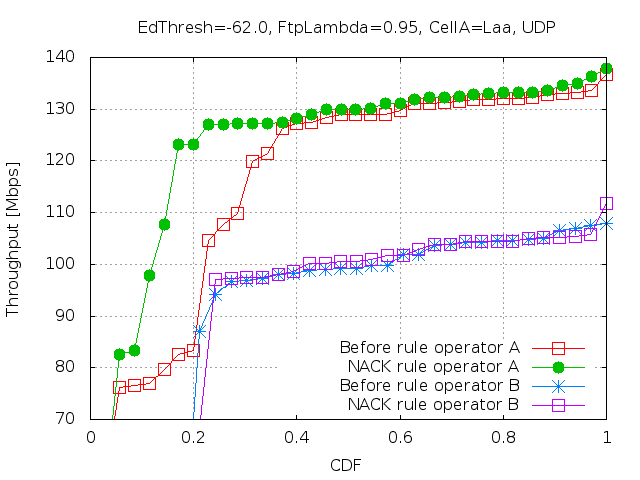 EdThresh=-62.0, FtpLambda=0.95, CellA=Laa, UDP
140
130
120
110
100
90
80
70
Throughput [Mbps]
Before rule operator A
NACK rule operator A
Before rule operator B
NACK rule operator B
0
0.2
0.4
0.6
0.8
1
CDF